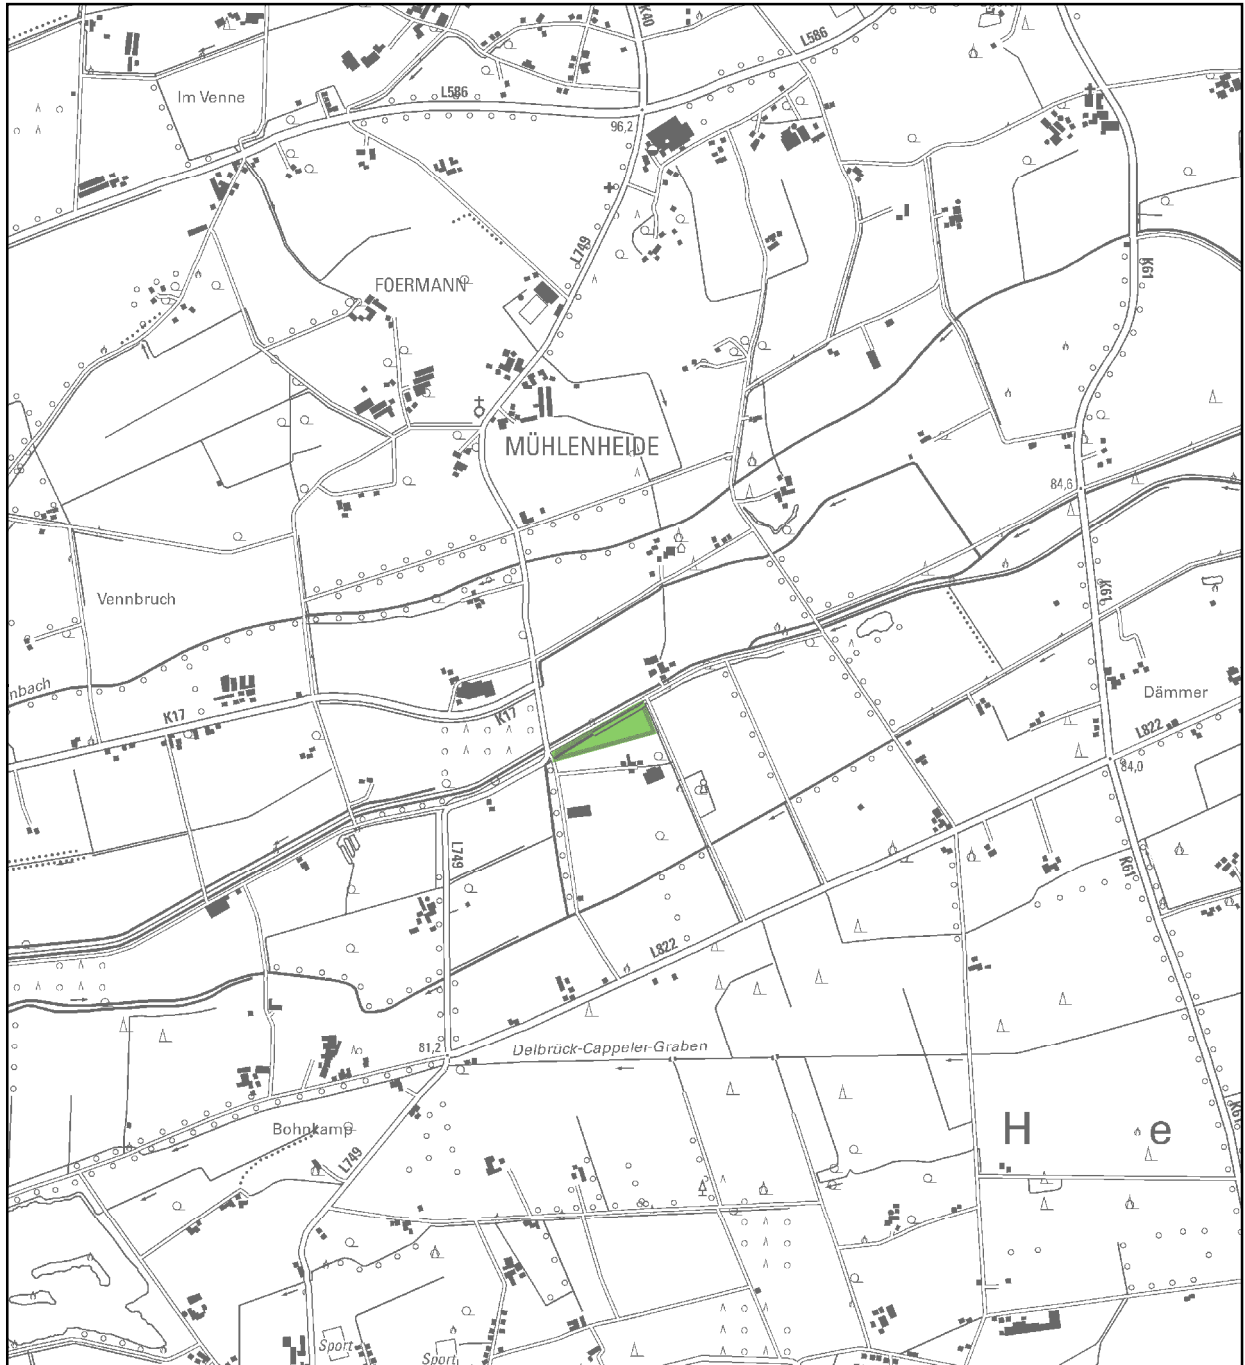 K40
L586
Im Venne
L586
96,2
L749
FOERMANN
K61
MÜHLENHEIDE
84,6
Vennbruch
K61
nbach
Dämmer
K17
K17
L822
84,0
L749
K61
L822
81,2
Delbrück-Cappeler-Graben
Bohnkamp
H e
K61
L749
Sport
Sport